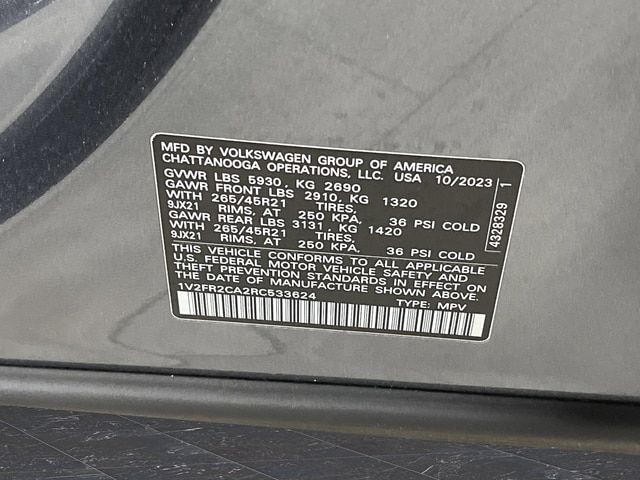 MFD BY VOLKSWAGEN GROUP OF AMERICA
CHATTANOOGA OPERATIONS, LLC. USA 10/2023
GVWR LBS 5930, KG 2690
GAWR FRONT LBS 2910, KG 1320
WITH 265/45R21 TIRES,
9JX21 RIMS, AT 250 KPA. 36 PSI COLD
GAWR REAR LBS 3131, KG 1420
WITH 265/45R21 TIRES,
9JX21 RIMS, AT 250 KPA. 36 PSI COLD
THIS VEHICLE CONFORMS TO ALL APPLICABLE
U.S. FEDERAL MOTOR VEHICLE SAFETY AND
THEFT PREVENTION STANDARDS IN EFFECT ON
THE DATE OF MANUFACTURE SHOWN ABOVE.
1V2FR2CA2RC533624 TYPE: MPV
4328329 1